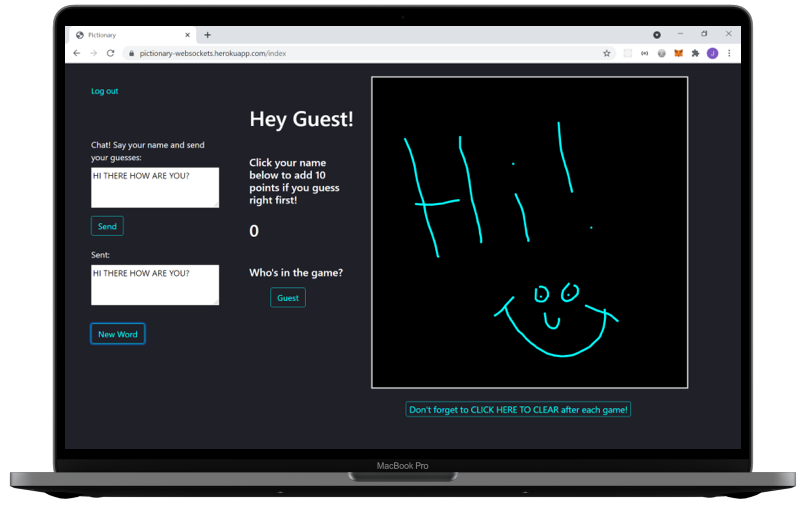 Pictionary
pictionary-websockets.herokuapp.com/index
Log out
Chat! Say your name and send
your guesses:
HI THERE HOW ARE YOU?
Send
Sent:
HI THERE HOW ARE YOU?
New Word
Hey Guest!
Click your name
below to add 10
points if you guess
right first!
0
Who's in the game?
Guest
Hi!
Don't forget to CLICK HERE TO CLEAR after each game!
J
MacBook Pro